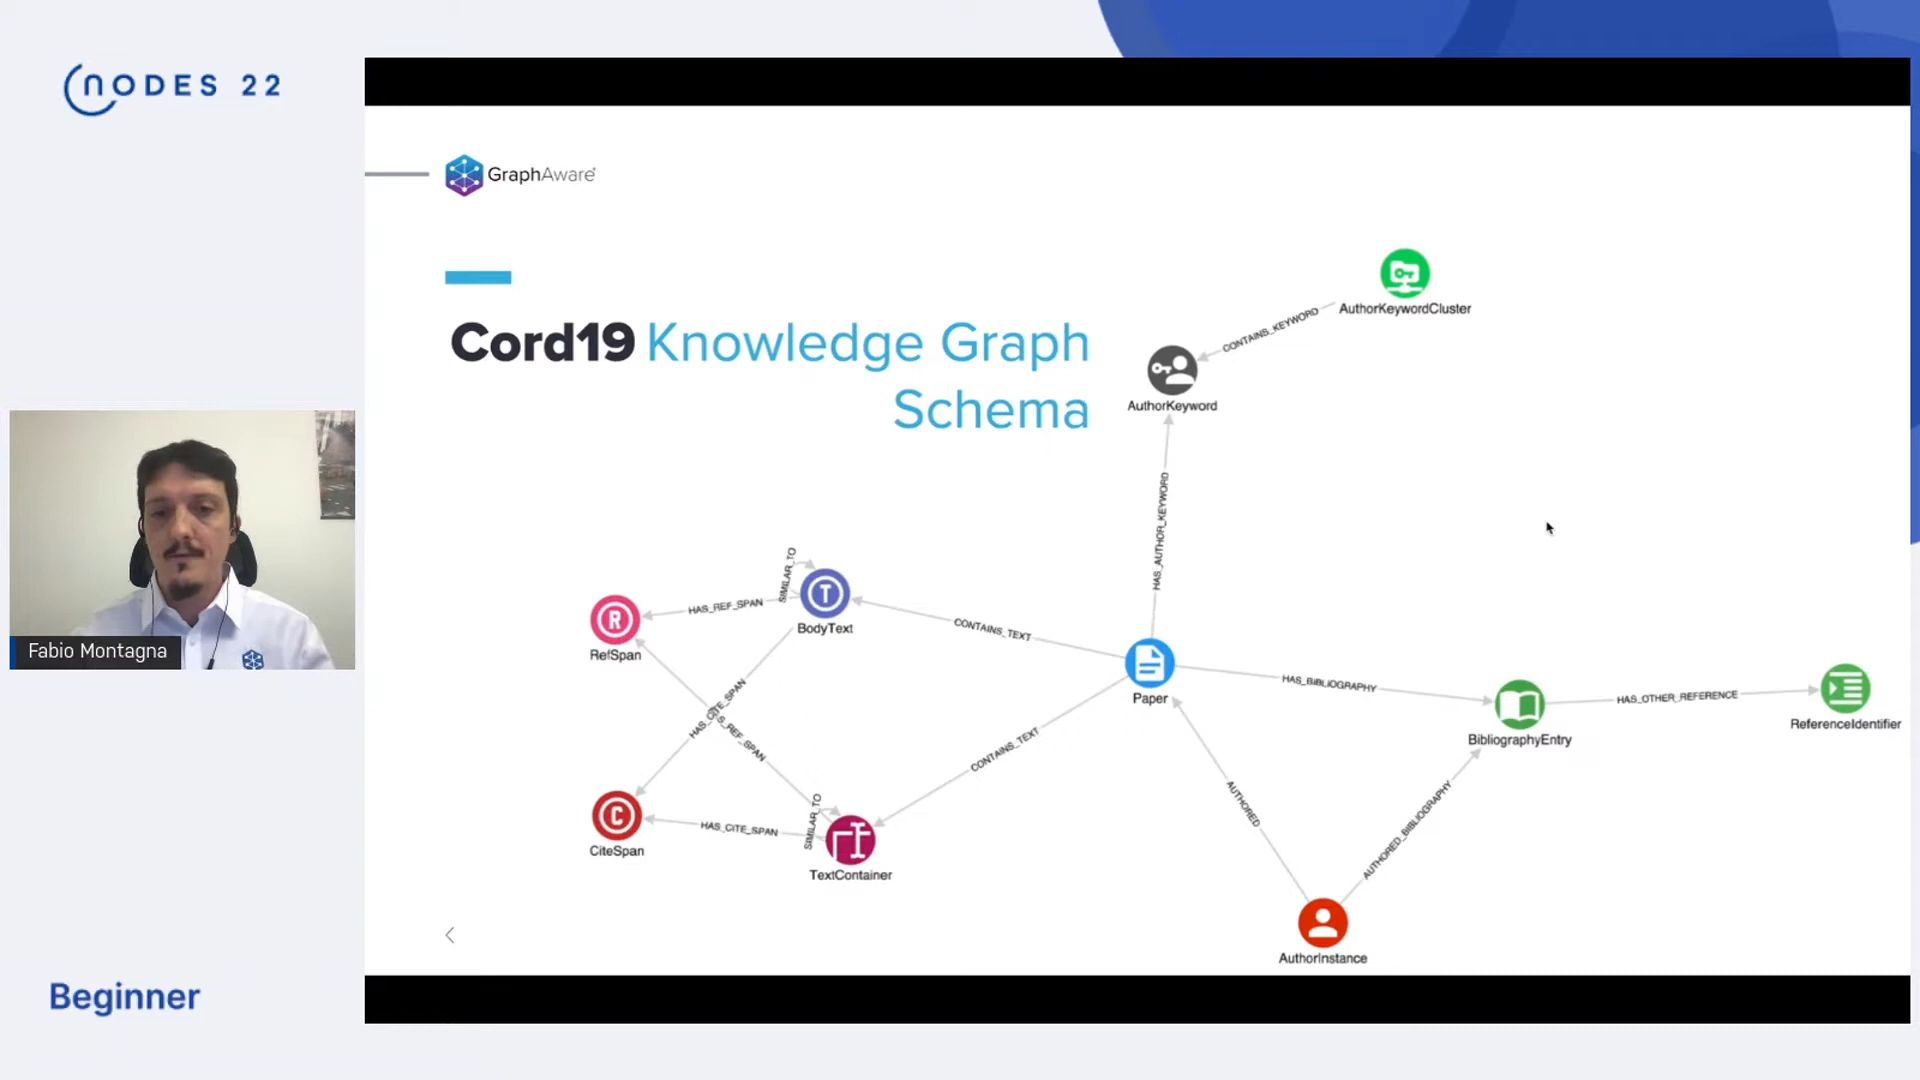 NODES 22
GraphAware
Cord19 Knowledge Graph
Schema
AuthorKeywordCluster
CONTAINS_KEYWORD
AuthorKeyword
HAS_AUTHOR_KEYWORD
SIMILAR_TO
HAS_REF_SPAN
BodyText
RefSpan
CONTAINS_TEXT
Paper
HAS_BIBLIOGRAPHY
BibliographyEntry
HAS_OTHER_REFERENCE
ReferenceIdentifier
HAS_CITE_SPAN
HAS_REF_SPAN
CONTAINS_TEXT
AUTHORED
AUTHORED_BIBLIOGRAPHY
CiteSpan
HAS_CITE_SPAN
SIMILAR_TO
TextContainer
AuthorInstance
Fabio Montagna
Beginner
R
T
C